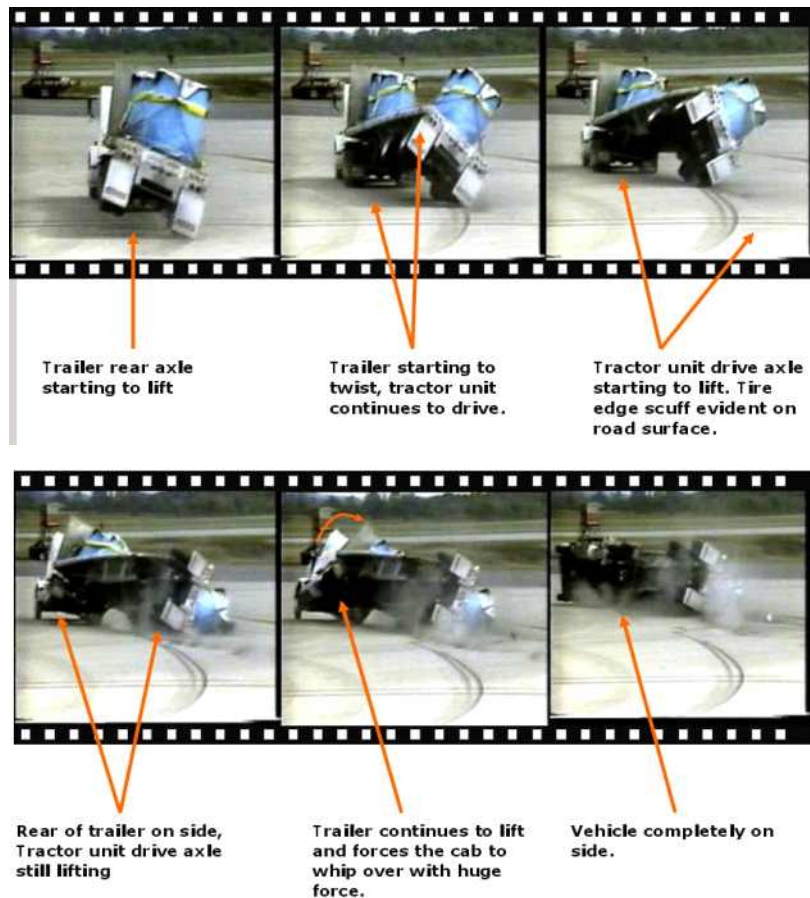 Trailer rear axle
starting to lift
Trailer starting to
twist, tractor unit
continues to drive.
Tractor unit drive axle
starting to lift. Tire
edge scuff evident on
road surface.
Rear of trailer on side,
Tractor unit drive axle
still lifting
Trailer continues to lift
and forces the cab to
whip over with huge
force.
Vehicle completely on
side.